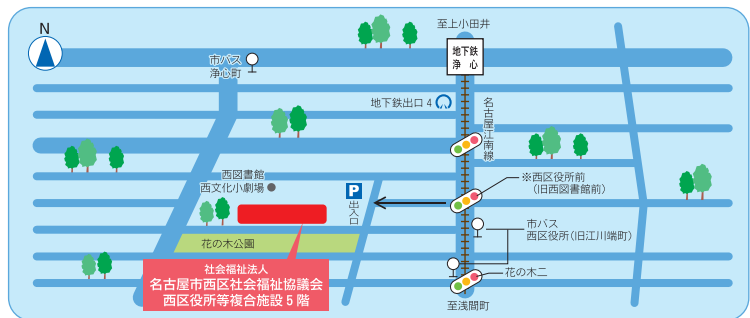 N
至上小田井
地下鉄
浄 心
市バス
浄心町
地下鉄出口 4
名古屋江南線
西図書館
西文化小劇場
P
出入口
※西区役所前
(旧西図書館前)
市バス
西区役所(旧江川端町)
花の木公園
花の木二
社会福祉法人
名古屋市西区社会福祉協議会
西区役所等複合施設 5 階
至浅間町